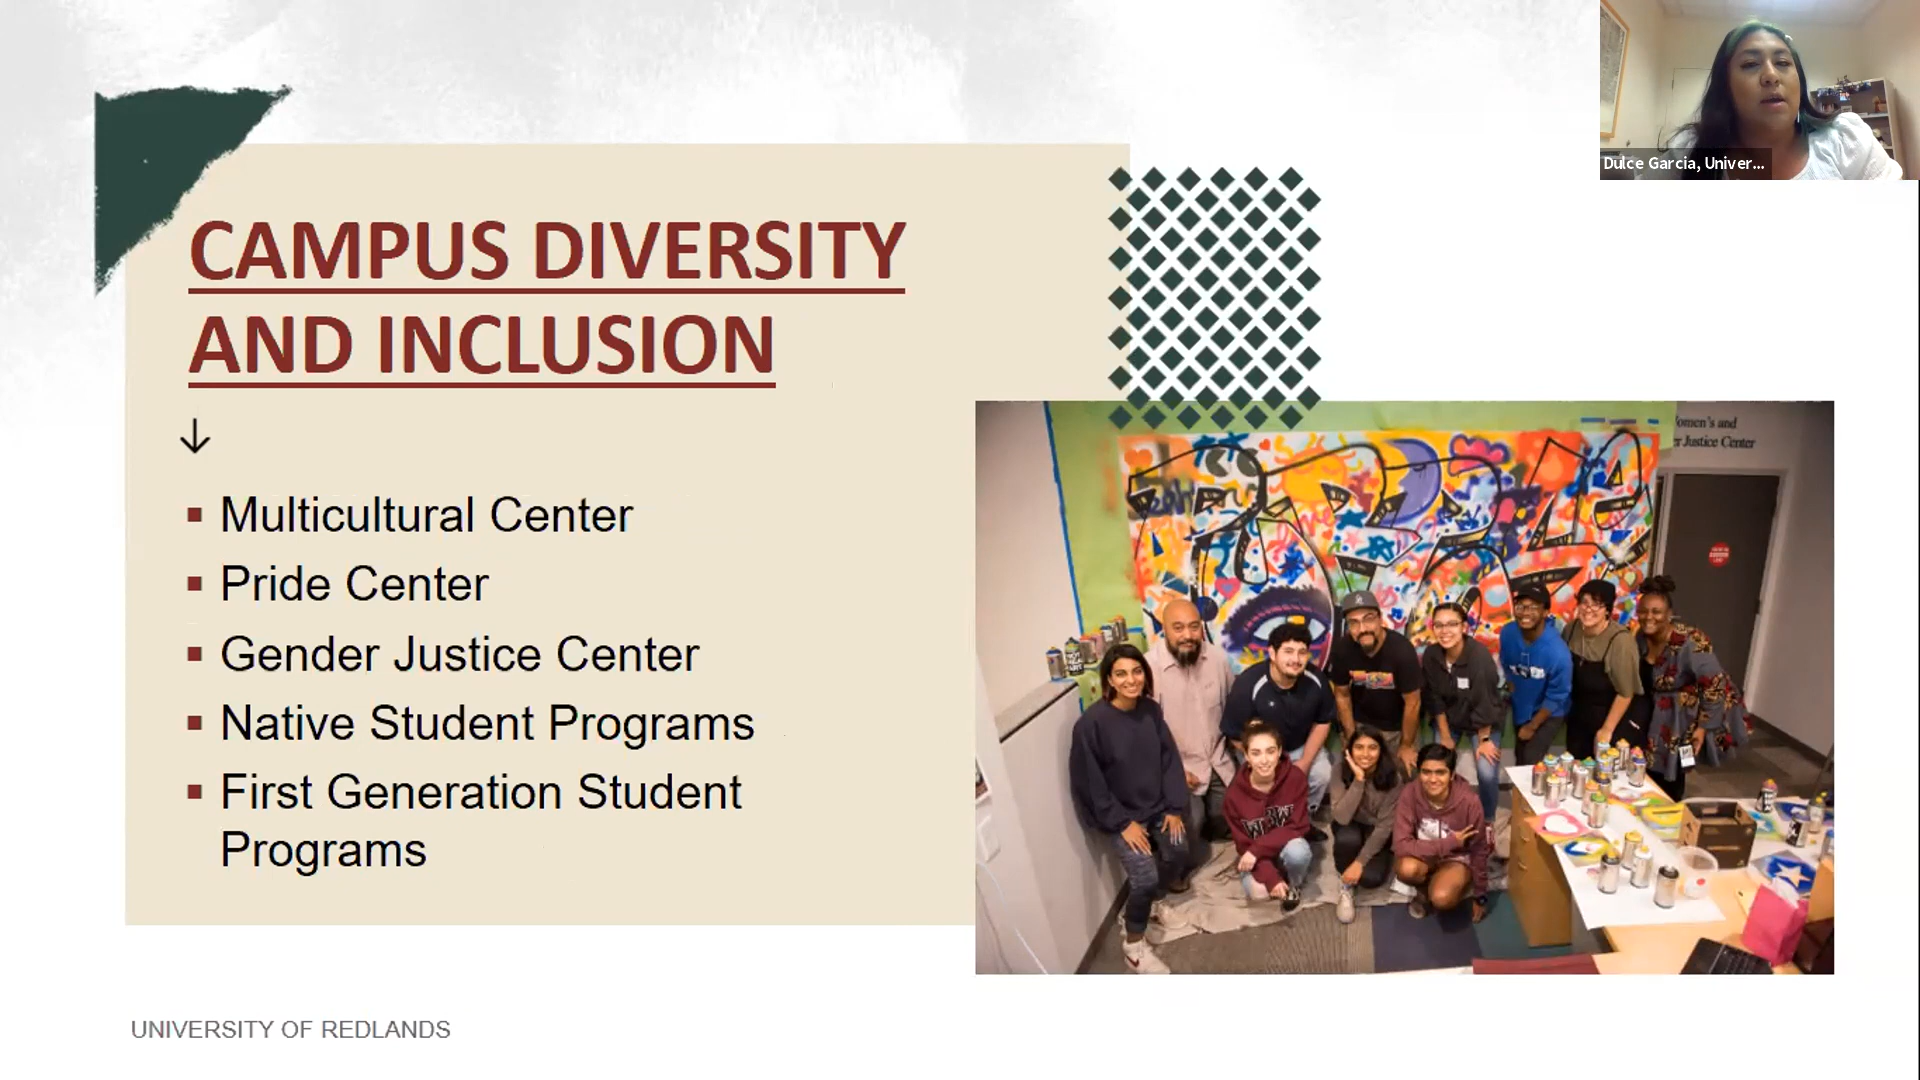 Dulce Garcia, Univer...
CAMPUS DIVERSITY
AND INCLUSION
Multicultural Center
Pride Center
Gender Justice Center
Native Student Programs
First Generation Student
Programs
omen's and
r Justice Center
UNIVERSITY OF REDLANDS